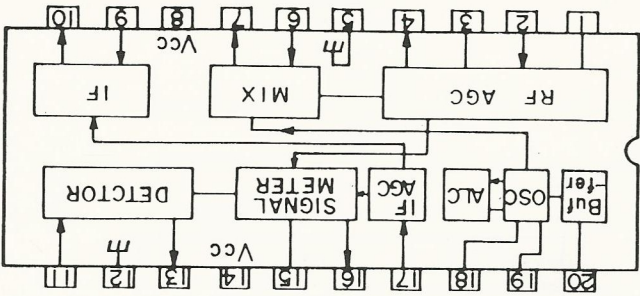 20 19 18 17 16 15 14 13 12 11
Vcc
Buf
-fer
OSC
ALC
IF
AGC
SIGNAL
METER
DETCTOR
RF AGC
MIX
IF
Vcc
1 2 3 4 5 6 7 8 9 10